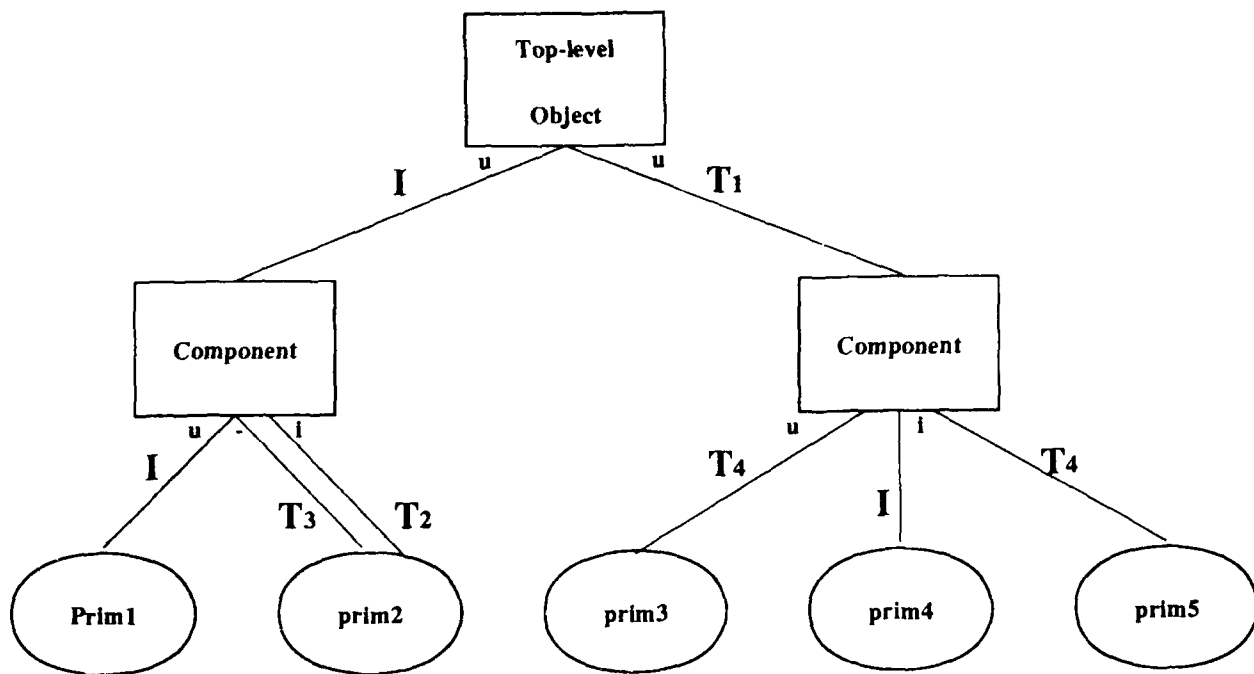 Top-level
Object
u u
I T1
Component Component
u - i u i
I T3 T2 T4 I T4
Prim1 prim2 prim3 prim4 prim5